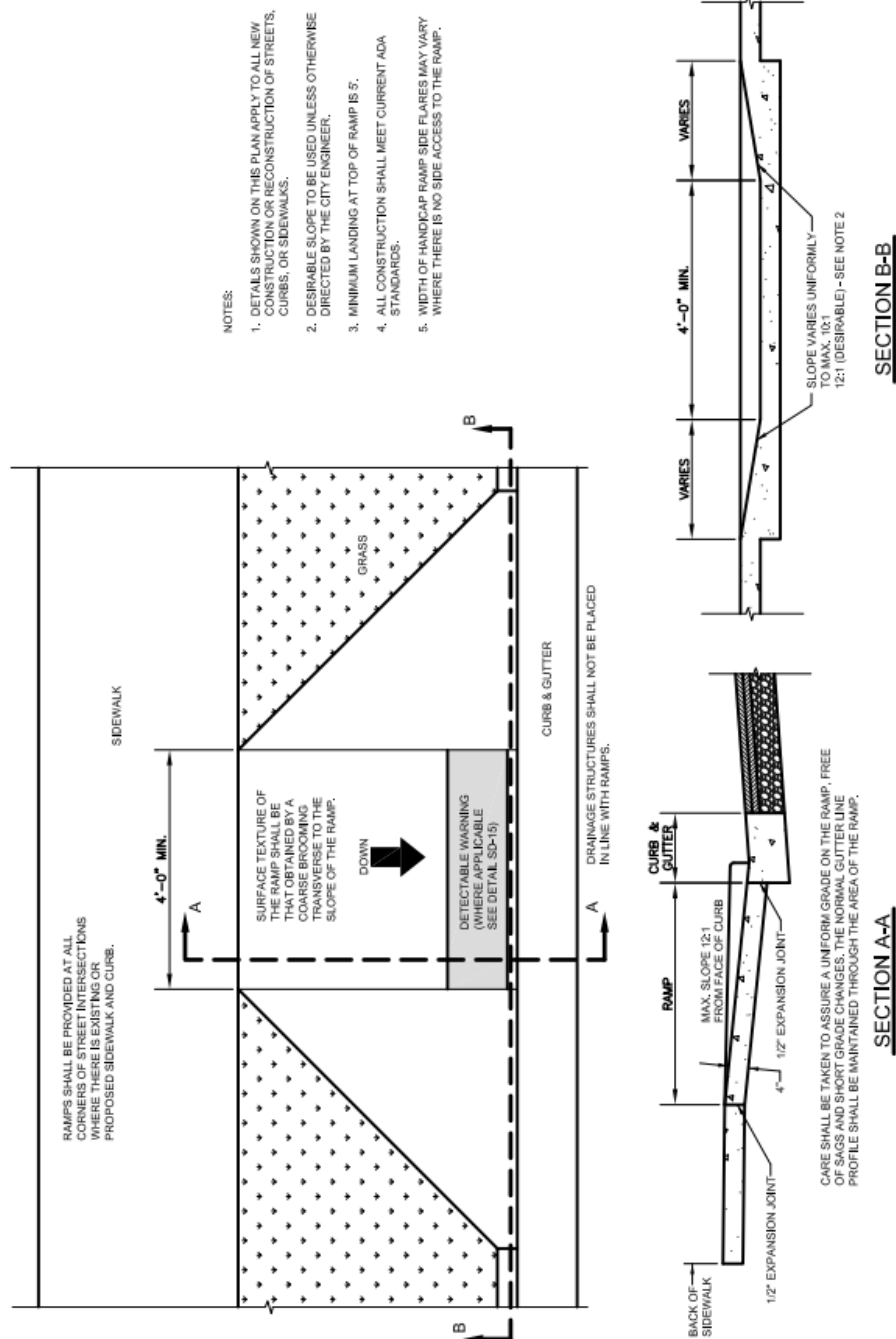 RAMPS SHALL BE PROVIDED AT ALL
CORNERS OF STREET INTERSECTIONS
WHERE THERE IS EXISTING OR
PROPOSED SIDEWALK AND CURB.
SIDEWALK
4'-0" MIN.
A
SURFACE TEXTURE OF
THE RAMP SHALL BE
THAT OBTAINED BY A
COARSE BROOMING
TRANSVERSE TO THE
SLOPE OF THE RAMP.
DOWN
GRASS
DETECTABLE WARNING
(WHERE APPLICABLE
SEE DETAIL SD-15)
B
B
CURB & GUTTER
A
DRAINAGE STRUCTURES SHALL NOT BE PLACED
IN LINE WITH RAMPS.
NOTES:
1. DETAILS SHOWN ON THIS PLAN APPLY TO ALL NEW
CONSTRUCTION OR RECONSTRUCTION OF STREETS,
CURBS, OR SIDEWALKS.
2. DESIRABLE SLOPE TO BE USED UNLESS OTHERWISE
DIRECTED BY THE CITY ENGINEER.
3. MINIMUM LANDING AT TOP OF RAMP IS 5'.
4. ALL CONSTRUCTION SHALL MEET CURRENT ADA
STANDARDS.
5. WIDTH OF HANDICAP RAMP SIDE FLARES MAY VARY
WHERE THERE IS NO SIDE ACCESS TO THE RAMP.
BACK OF
SIDEWALK
RAMP
CURB &
GUTTER
MAX. SLOPE 12:1
FROM FACE OF CURB
1/2" EXPANSION JOINT
4"
1/2" EXPANSION JOINT
CARE SHALL BE TAKEN TO ASSURE A UNIFORM GRADE ON THE RAMP, FREE
OF SAGS AND SHORT GRADE CHANGES. THE NORMAL GUTTER LINE
PROFILE SHALL BE MAINTAINED THROUGH THE AREA OF THE RAMP.
SECTION A-A
VARIES
4'-0" MIN.
VARIES
SLOPE VARIES UNIFORMLY
TO MAX. 10:1
12:1 (DESIRABLE) - SEE NOTE 2
SECTION B-B